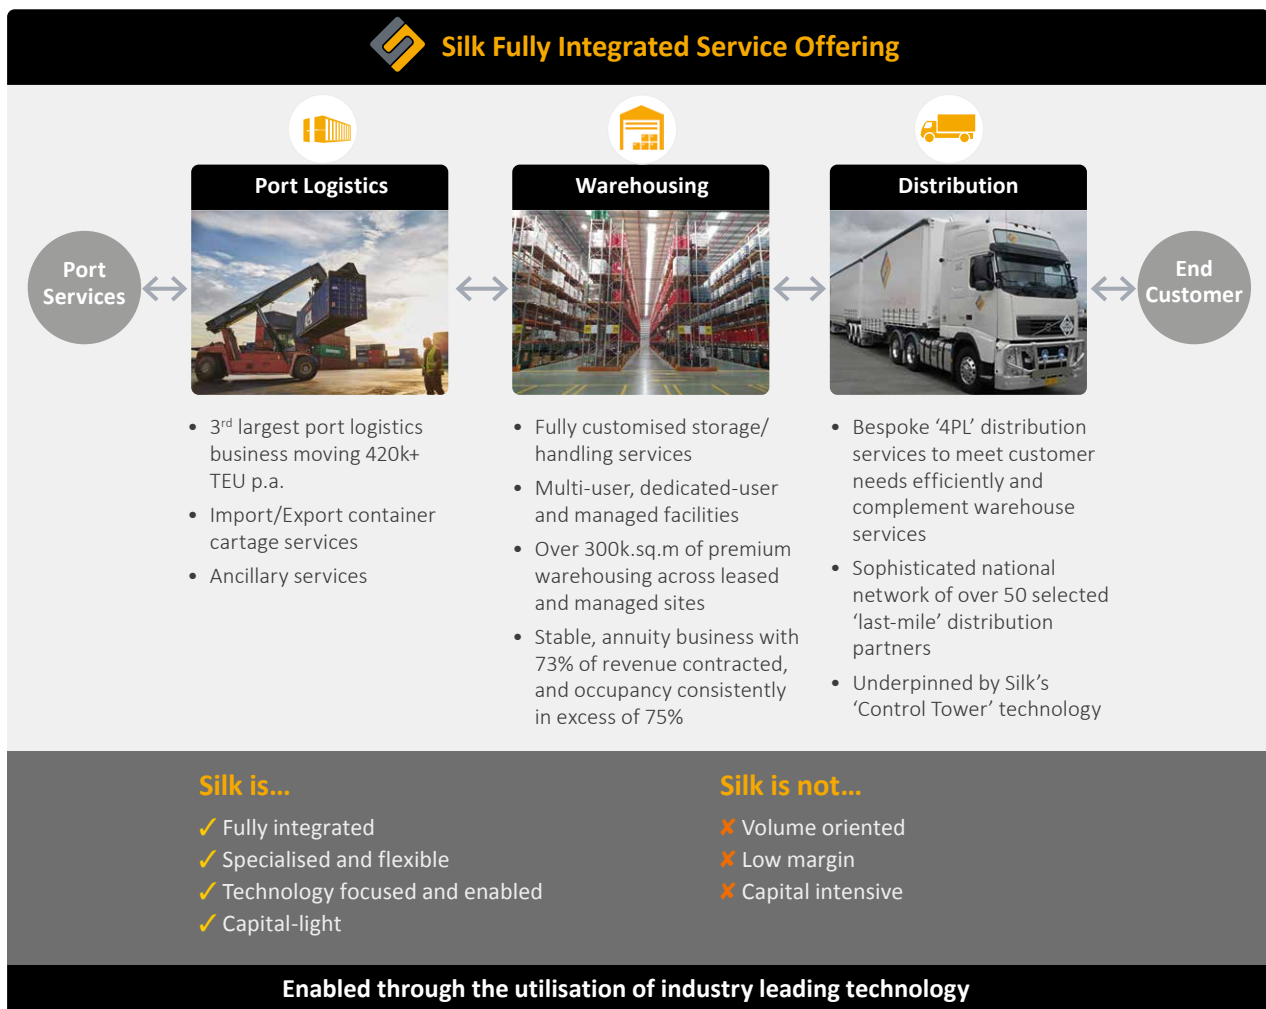 Silk Fully Integrated Service Offering
Port Logistics
Warehousing
Distribution
Port
Services
End
Customer
• 3rd largest port logistics
business moving 420k+
TEU p.a.
• Import/Export container
cartage services
• Ancillary services
• Fully customised storage/
handling services
• Multi-user, dedicated-user
and managed facilities
• Over 300k.sq.m of premium
warehousing across leased
and managed sites
• Stable, annuity business with
73% of revenue contracted,
and occupancy consistently
in excess of 75%
• Bespoke ‘4PL’ distribution
services to meet customer
needs efficiently and
complement warehouse
services
• Sophisticated national
network of over 50 selected
‘last-mile’ distribution
partners
• Underpinned by Silk’s
‘Control Tower’ technology
Silk is...
✓ Fully integrated
✓ Specialised and flexible
✓ Technology focused and enabled
✓ Capital-light
Silk is not...
✘ Volume oriented
✘ Low margin
✘ Capital intensive
Enabled through the utilisation of industry leading technology